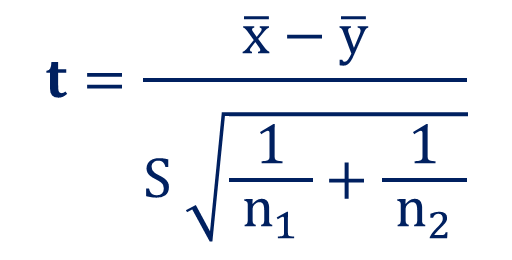 t = (x̄ − ȳ) / (S √(1/n₁ + 1/n₂))